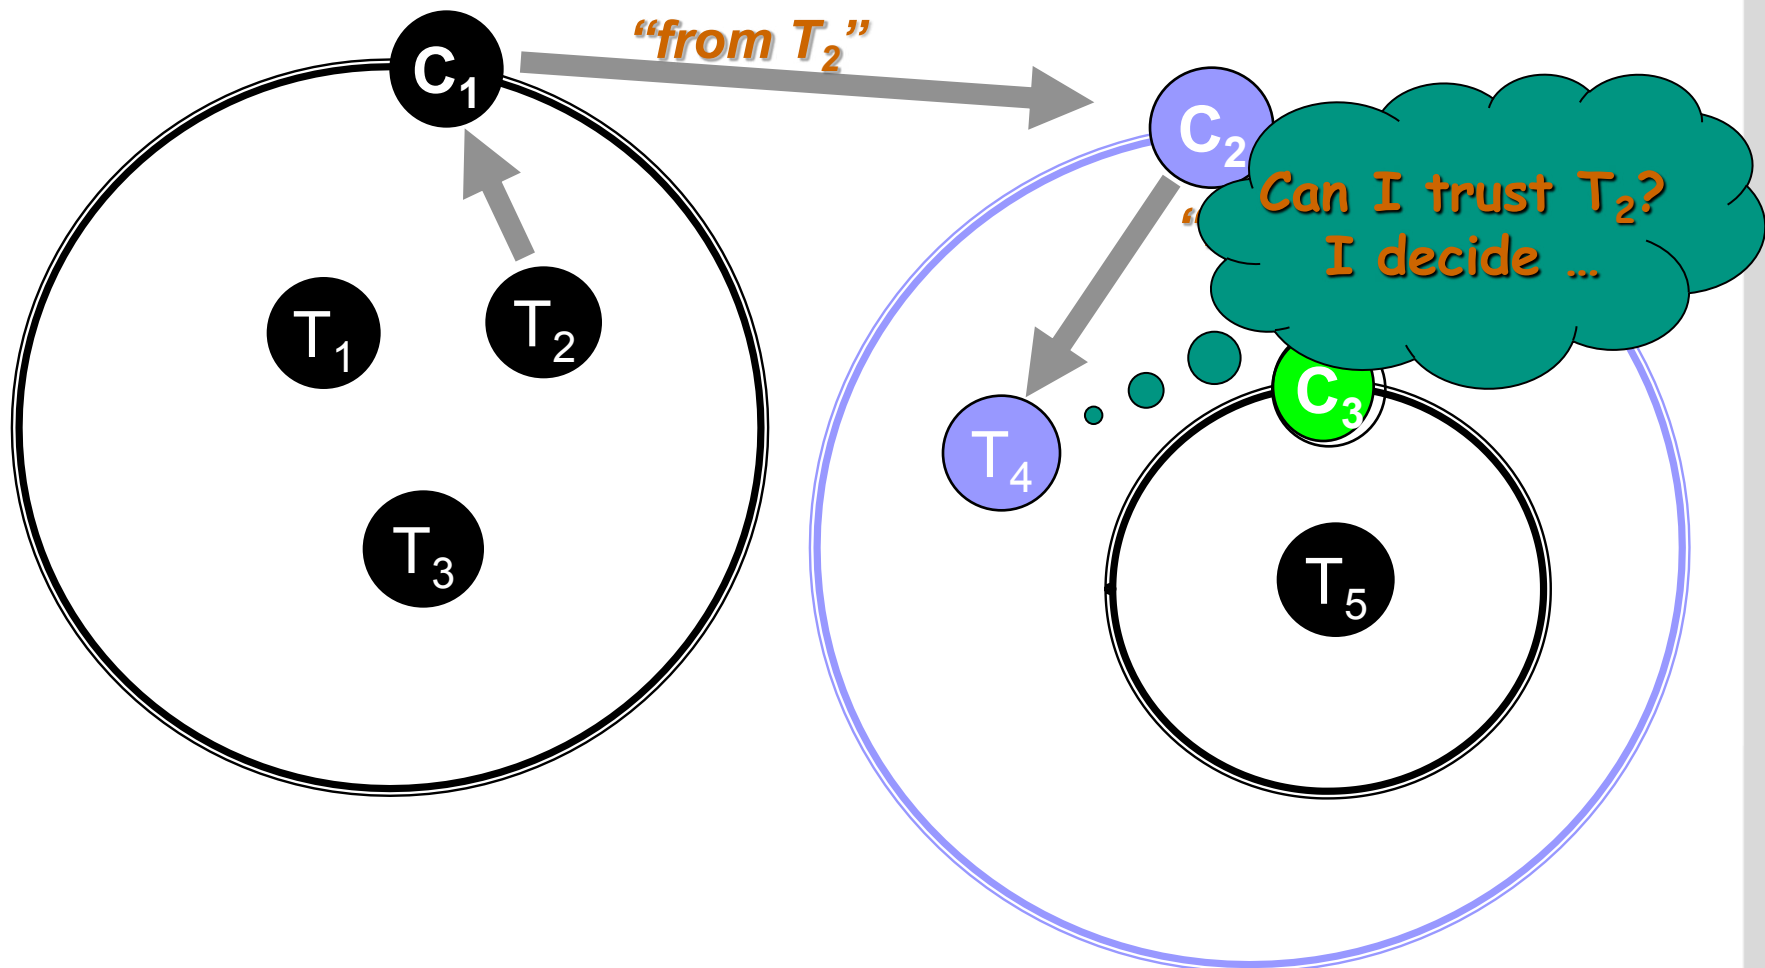 “from T₂”
C₁
C₂
Can I trust T₂?
I decide …
“
T₁
T₂
C₃
T₄
T₃
T₅